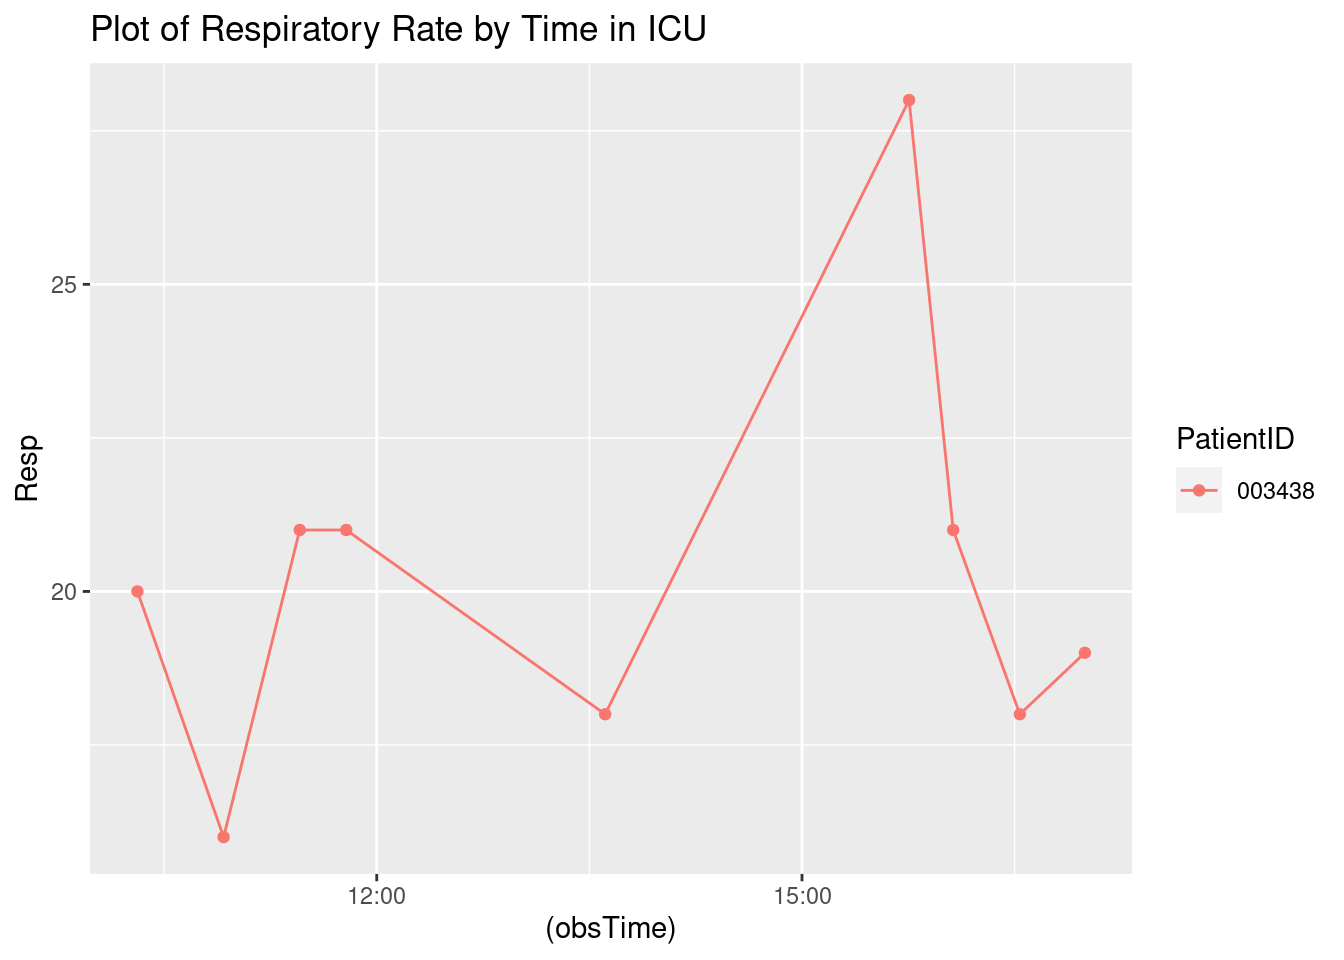 Plot of Respiratory Rate by Time in ICU
Resp
25
20
12:00
15:00
(obsTime)
PatientID
003438